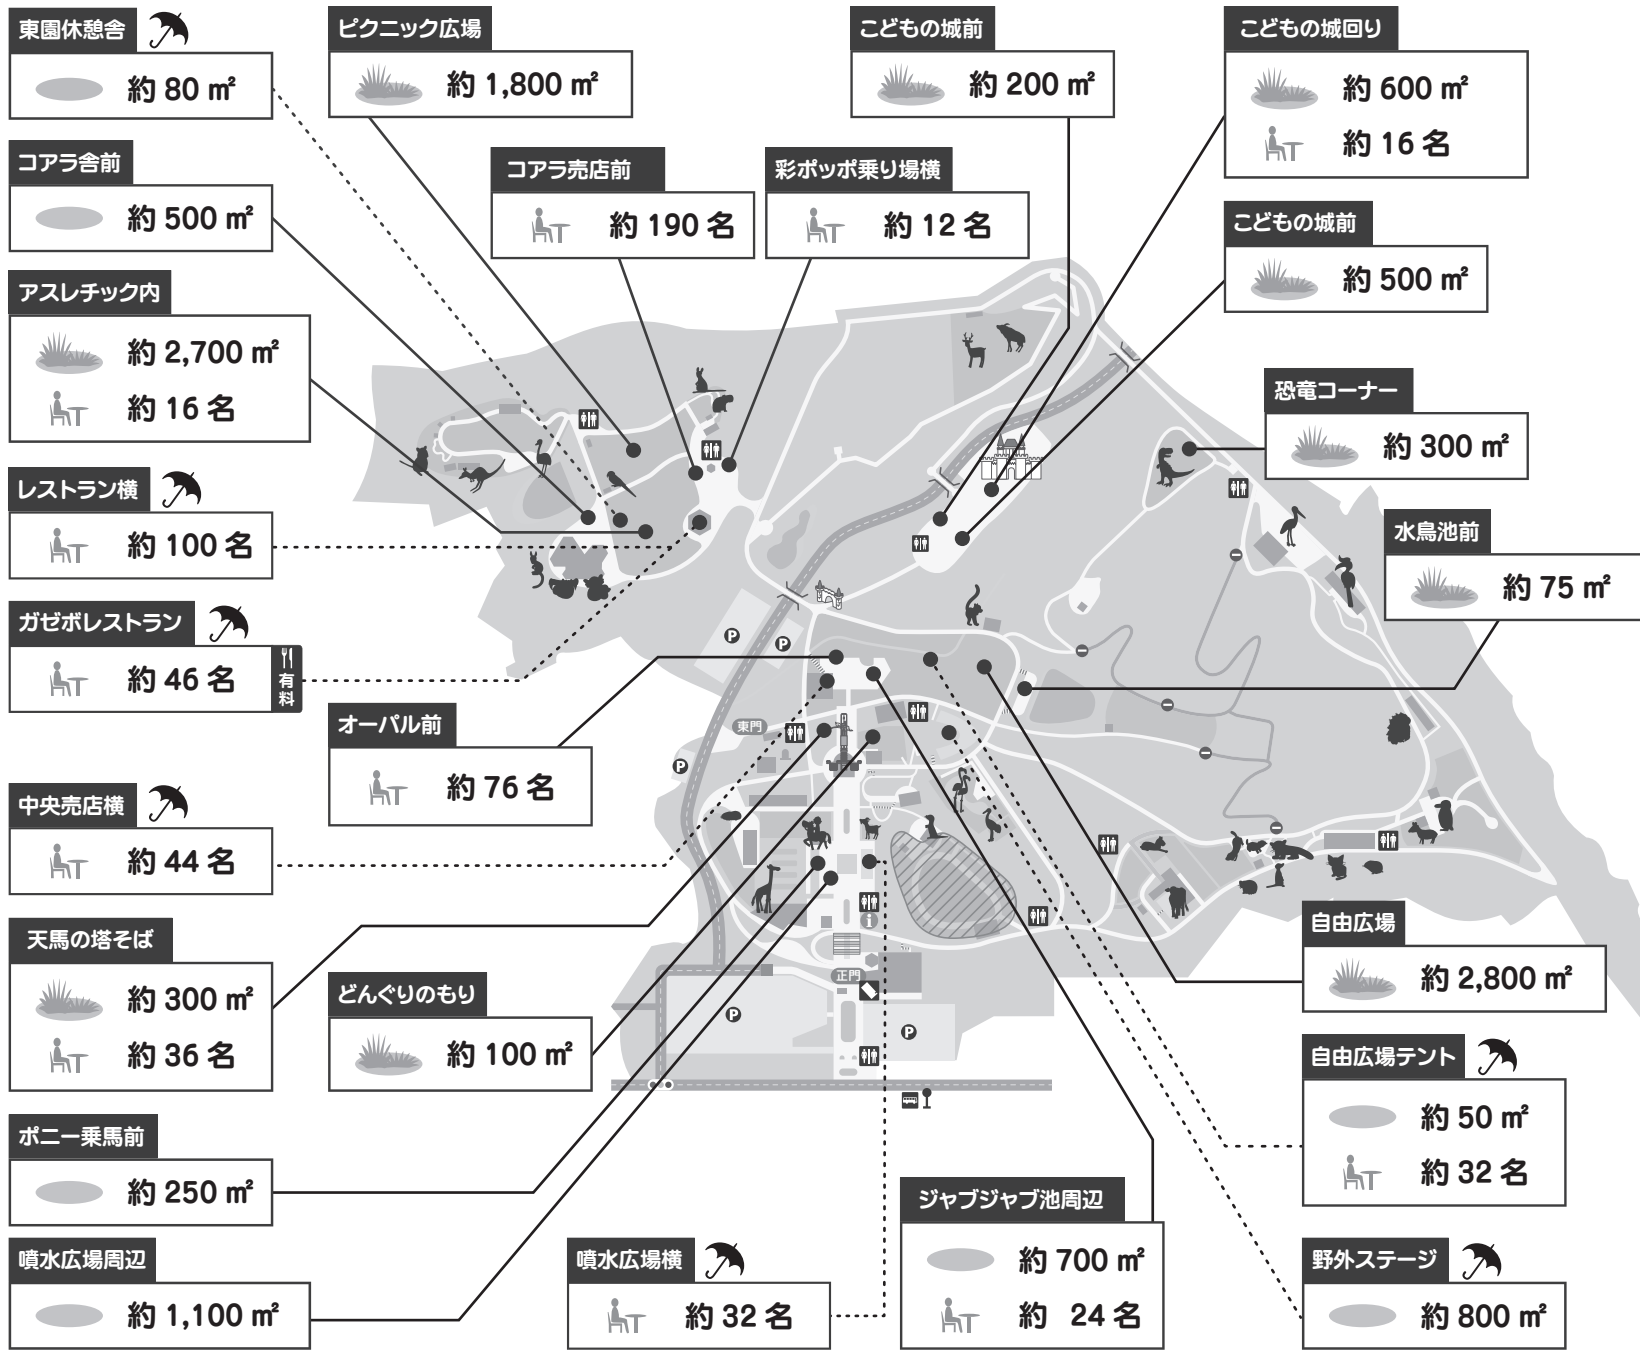 東園休憩舎
約 80 ㎡
ピクニック広場
約 1,800 ㎡
こどもの城前
約 200 ㎡
こどもの城回り
約 600 ㎡
約 16 名
コアラ舎前
約 500 ㎡
コアラ売店前
約 190 名
彩ポッポ乗り場横
約 12 名
こどもの城前
約 500 ㎡
アスレチック内
約 2,700 ㎡
約 16 名
恐竜コーナー
約 300 ㎡
レストラン横
約 100 名
水鳥池前
約 75 ㎡
ガゼボレストラン
約 46 名
有料
P
P
オーパル前
約 76 名
東門
P
中央売店横
約 44 名
天馬の塔そば
約 300 ㎡
約 36 名
i
自由広場
約 2,800 ㎡
どんぐりのもり
約 100 ㎡
正門
P
P
自由広場テント
約 50 ㎡
約 32 名
ポニー乗馬前
約 250 ㎡
ジャブジャブ池周辺
約 700 ㎡
約 24 名
噴水広場周辺
約 1,100 ㎡
噴水広場横
約 32 名
野外ステージ
約 800 ㎡